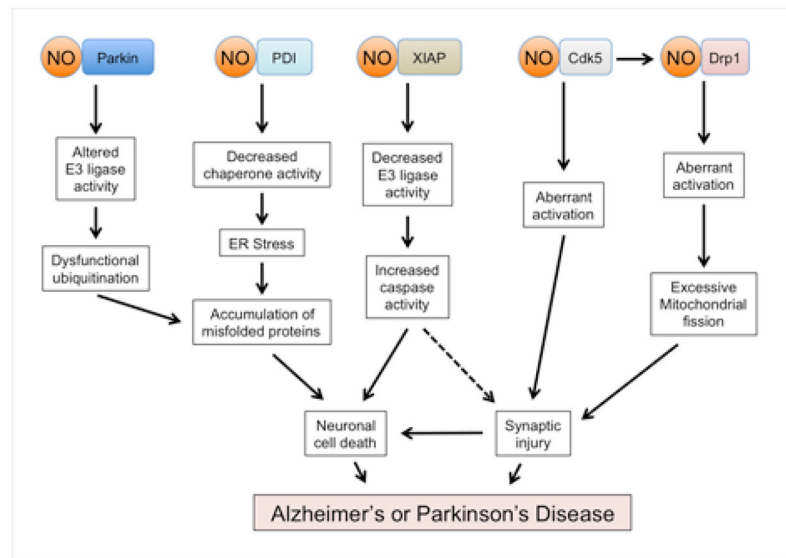 NO Parkin
NO PDI
NO XIAP
NO Cdk5
NO Drp1
Altered
E3 ligase
activity
Decreased
chaperone activity
Decreased
E3 ligase
activity
Aberrant
activation
Aberrant
activation
Dysfunctional
ubiquitination
ER Stress
Increased
caspase
activity
Excessive
Mitochondrial
fission
Accumulation of
misfolded proteins
Neuronal
cell death
Synaptic
injury
Alzheimer's or Parkinson's Disease